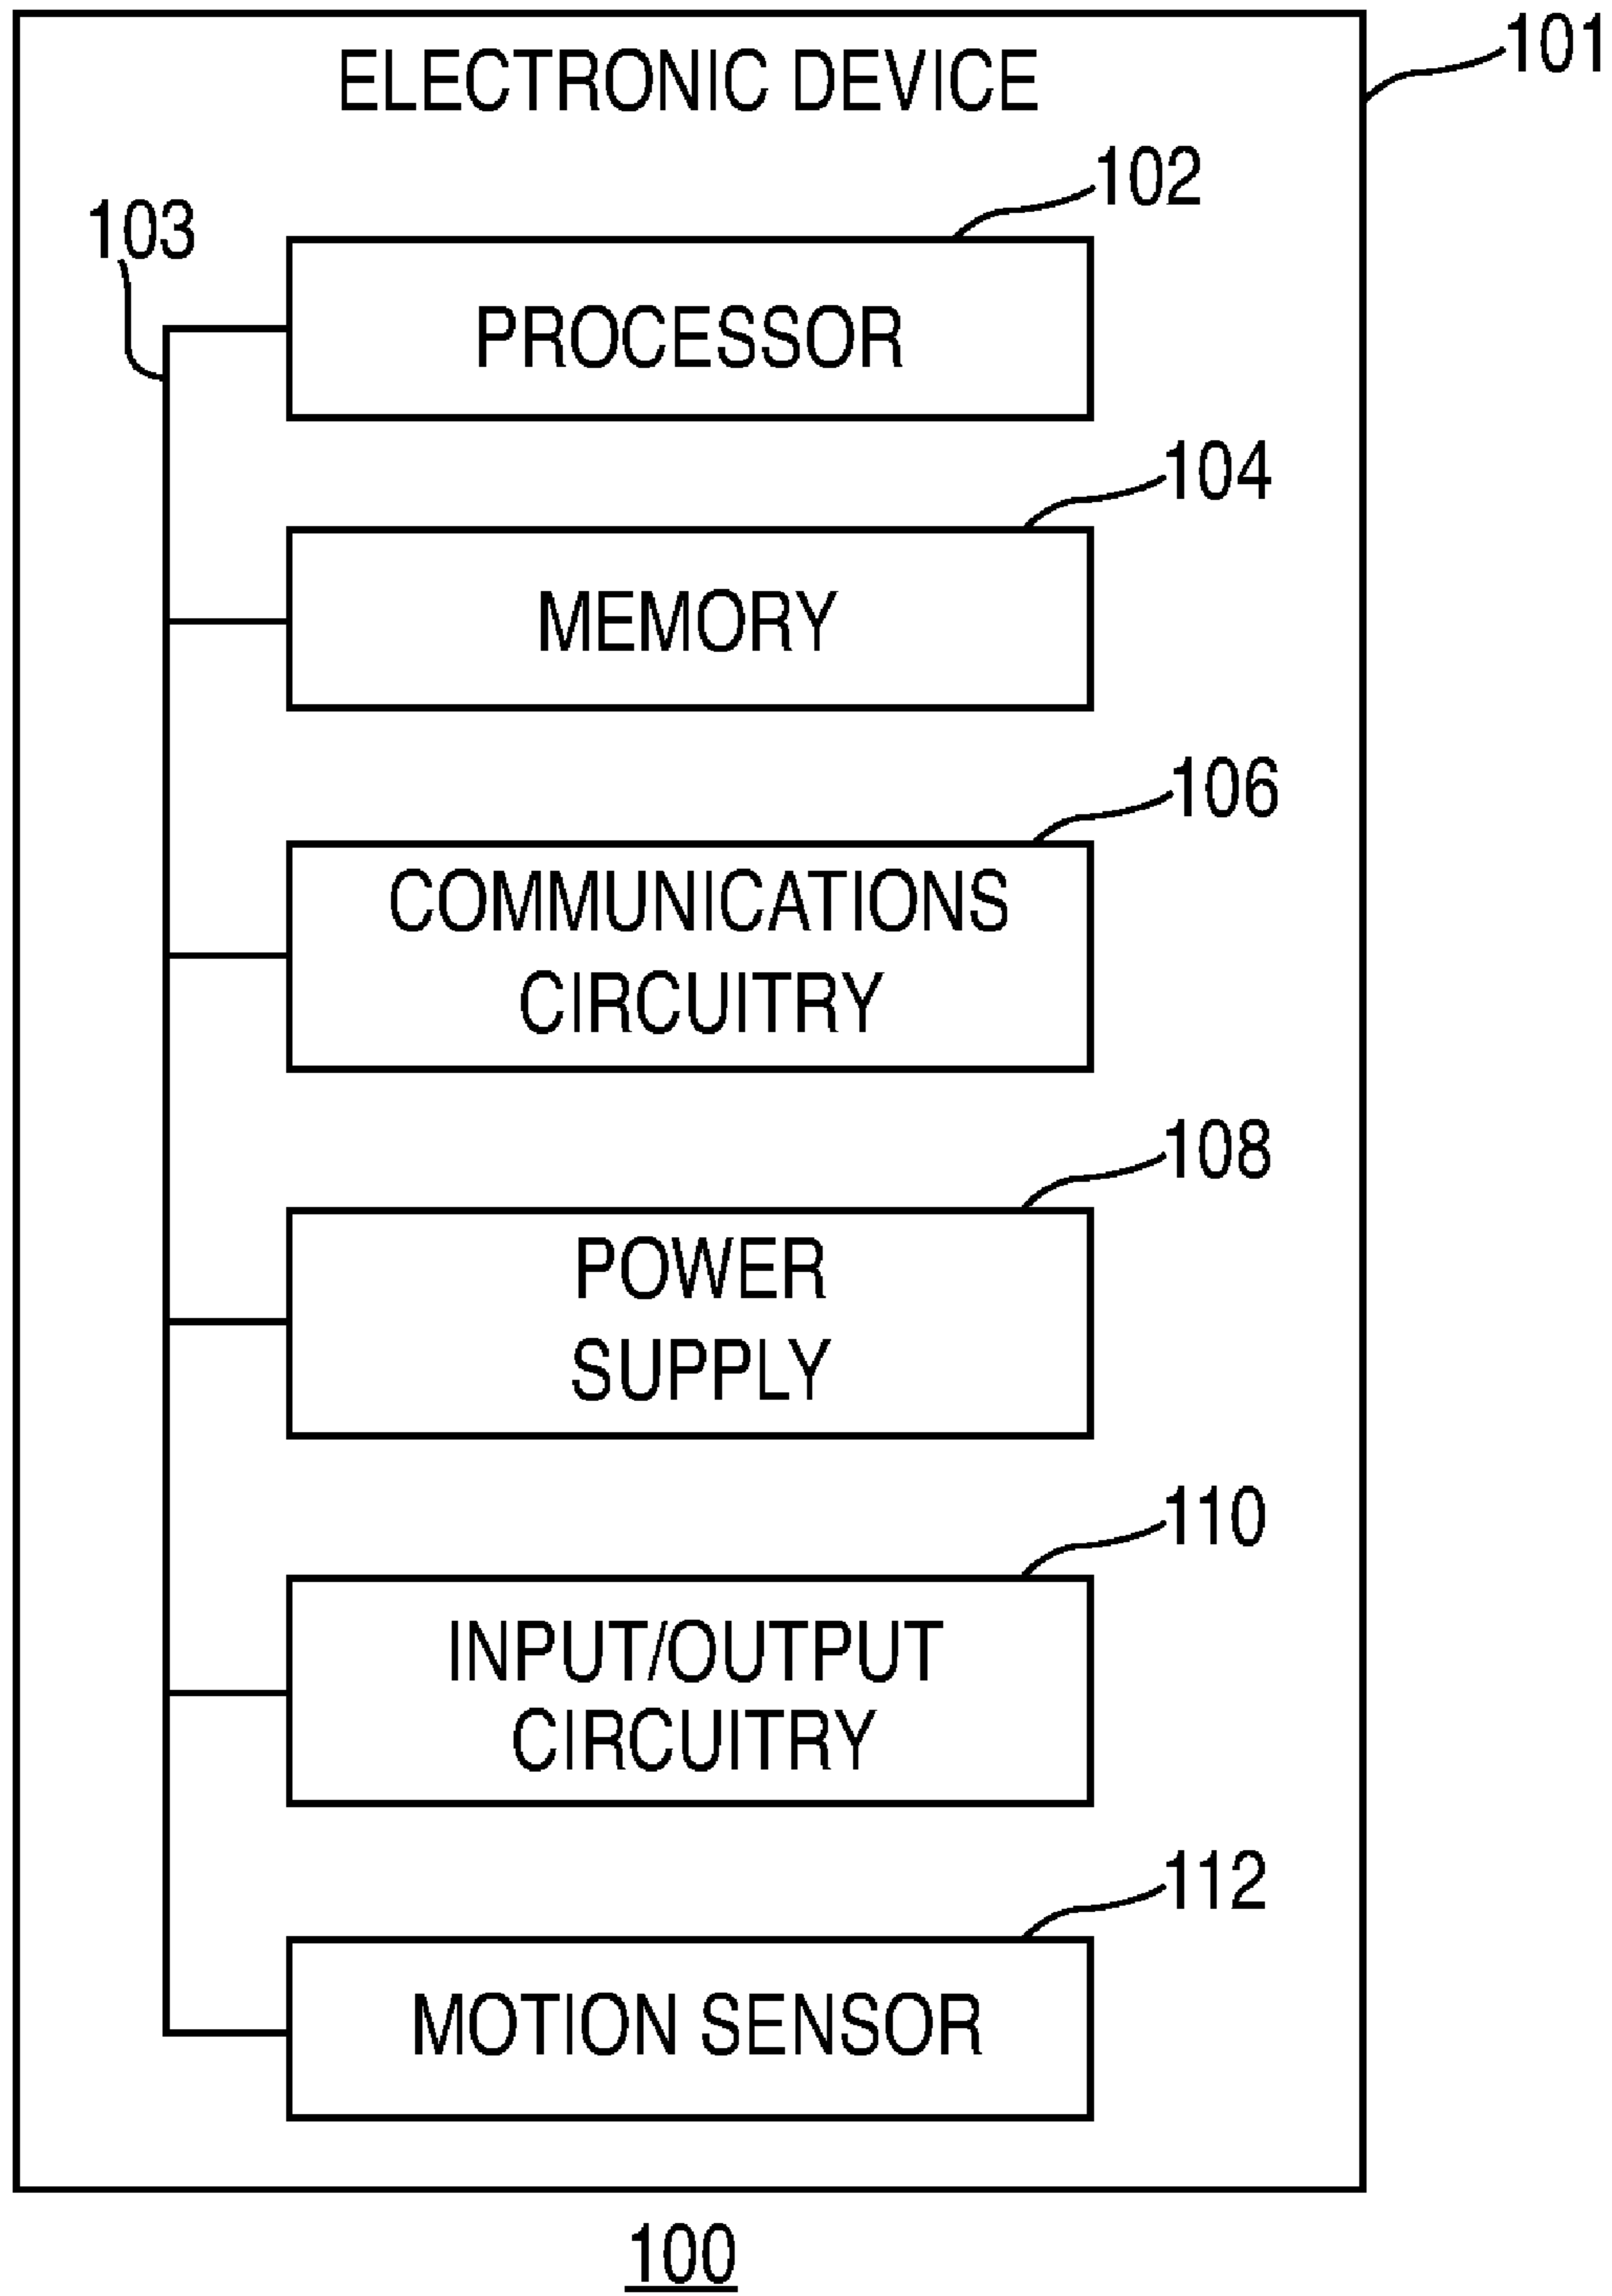 101
ELECTRONIC DEVICE
102
103
PROCESSOR
104
MEMORY
106
COMMUNICATIONS
CIRCUITRY
108
POWER
SUPPLY
110
INPUT/OUTPUT
CIRCUITRY
112
MOTION SENSOR
100